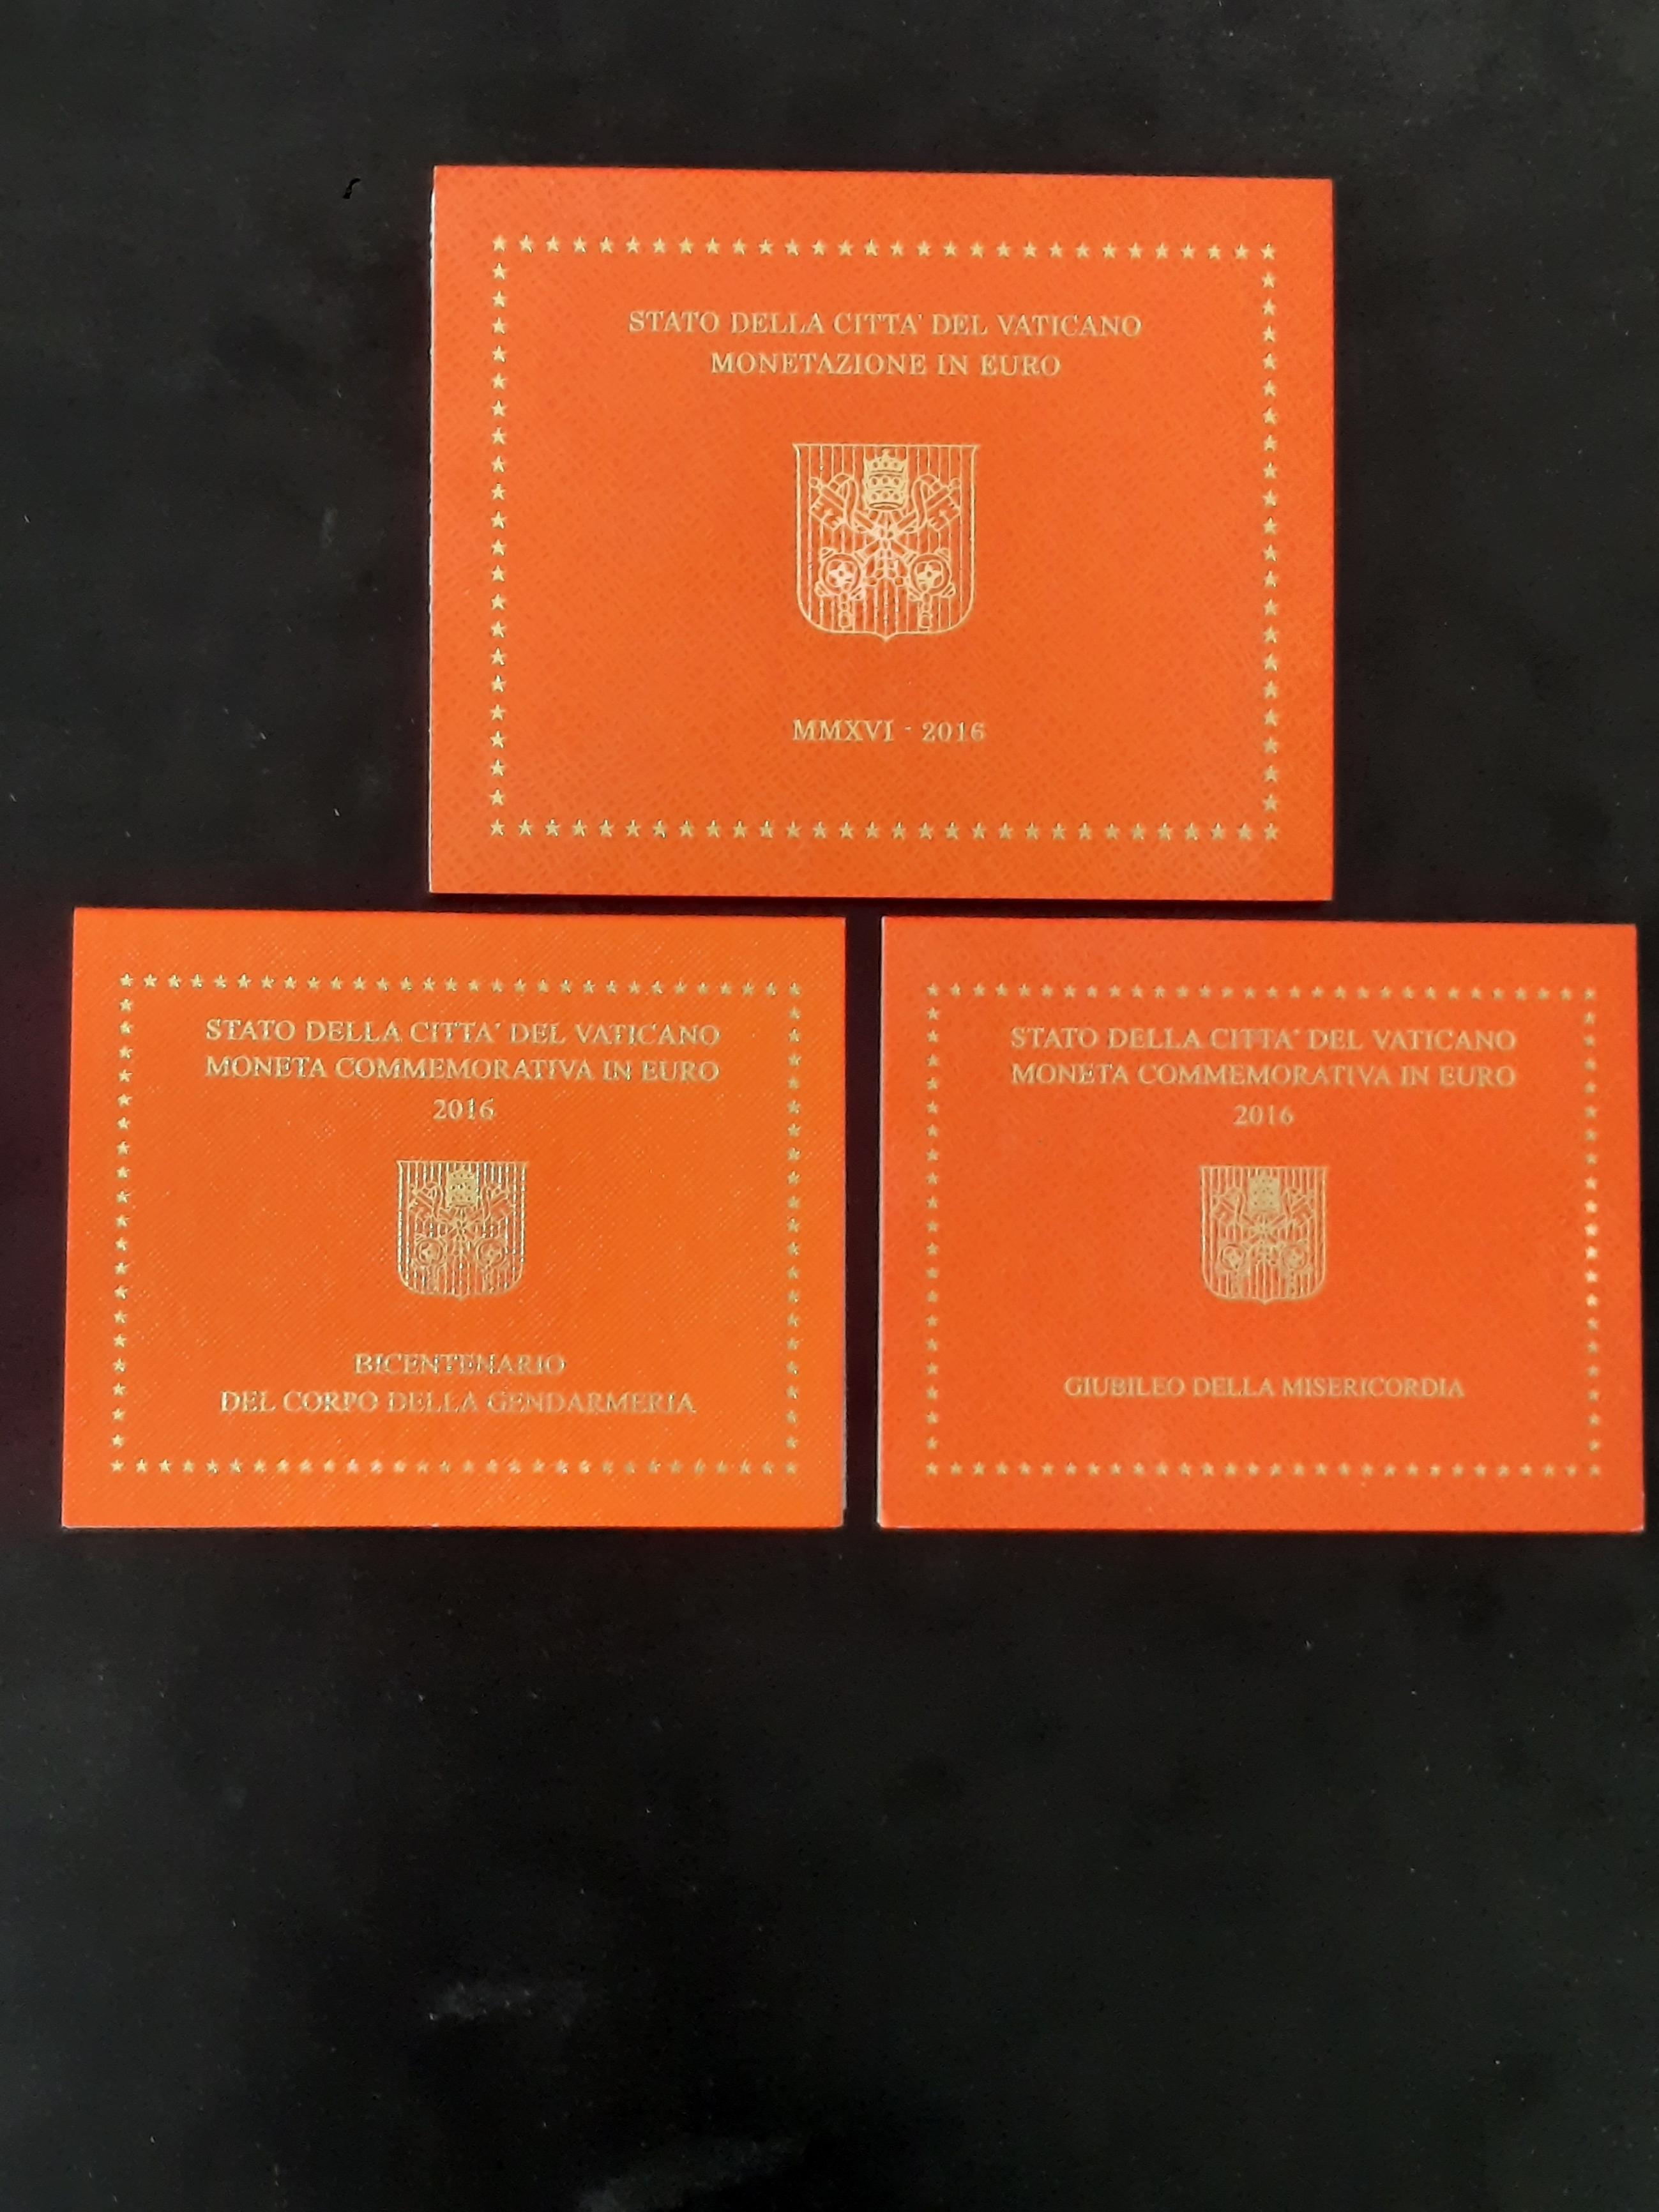 STATO DELLA CITTA' DEL VATICANO
MONETAZIONE IN EURO
MMXVI - 2016
STATO DELLA CITTA' DEL VATICANO
MONETA COMMEMORATIVA IN EURO
2016
BICENTENARIO
DEL CORPO DELLA GENDARMERIA
STATO DELLA CITTA' DEL VATICANO
MONETA COMMEMORATIVA IN EURO
2016
GIUBILEO DELLA MISERICORDIA